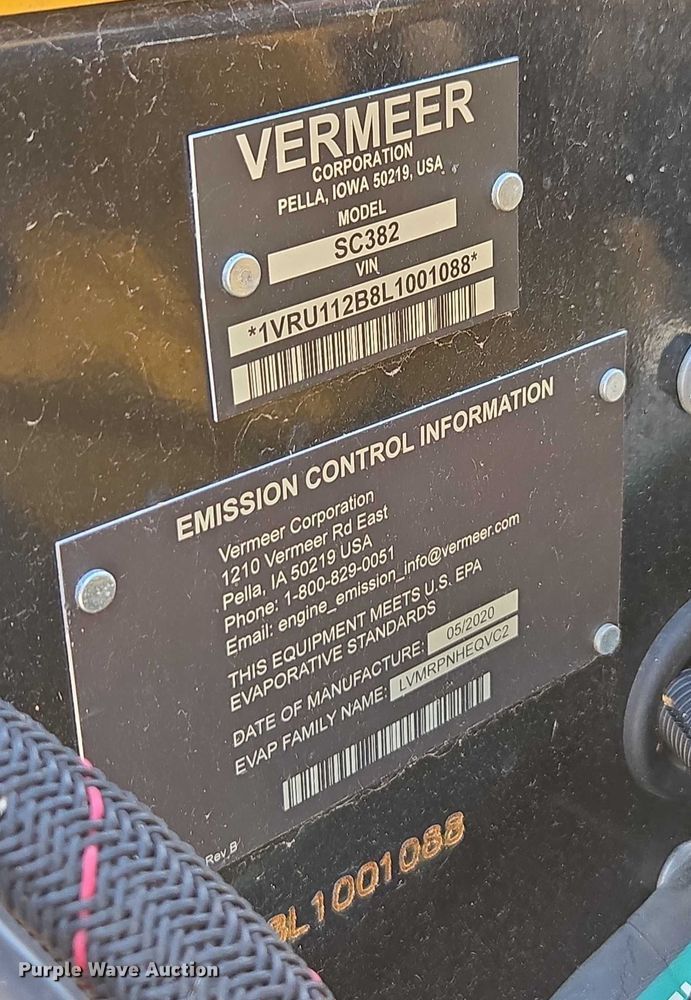 VERMEER
CORPORATION
PELLA, IOWA 50219, USA
MODEL
SC382
VIN
*1VRU112B8L1001088*
EMISSION CONTROL INFORMATION
Vermeer Corporation
1210 Vermeer Rd East
Pella, IA 50219 USA
Phone: 1-800-829-0051
Email: engine_emission_info@vermeer.com
THIS EQUIPMENT MEETS U.S. EPA
EVAPORATIVE STANDARDS
DATE OF MANUFACTURE: 05/2020
EVAP FAMILY NAME: LVMRPNHEQVC2
Rev B
8L1001088
Purple Wave Auction